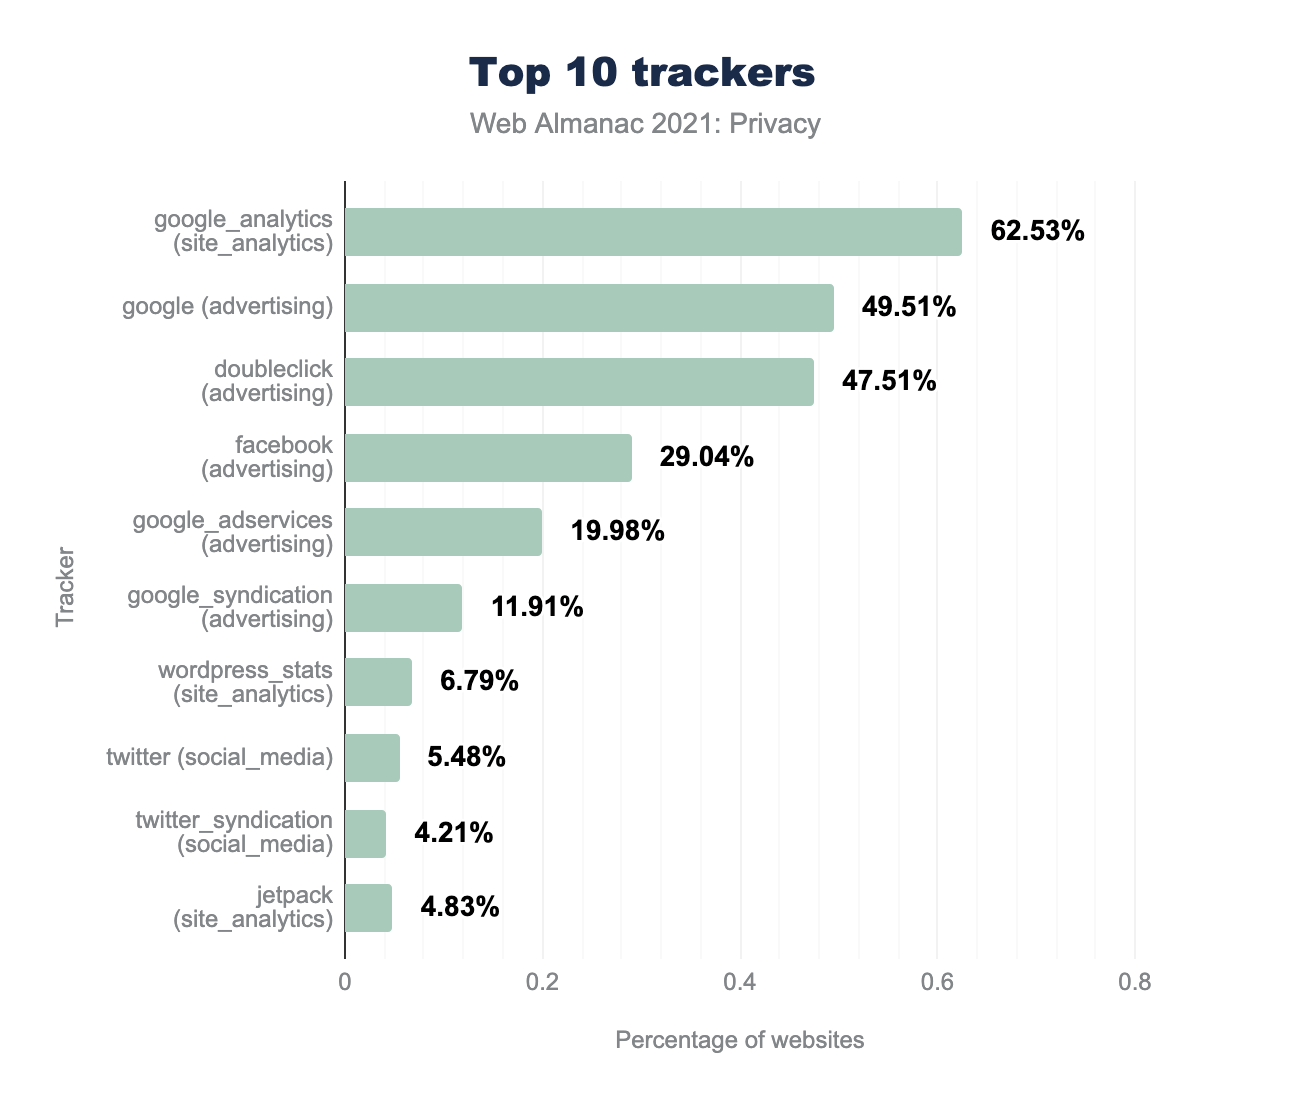 Top 10 trackers
Web Almanac 2021: Privacy
google_analytics
(site_analytics)
62.53%
google (advertising)
49.51%
doubleclick
(advertising)
47.51%
facebook
(advertising)
29.04%
google_adservices
(advertising)
19.98%
google_syndication
(advertising)
11.91%
wordpress_stats
(site_analytics)
6.79%
twitter (social_media)
5.48%
twitter_syndication
(social_media)
4.21%
jetpack
(site_analytics)
4.83%
Tracker
0
0.2
0.4
0.6
0.8
Percentage of websites